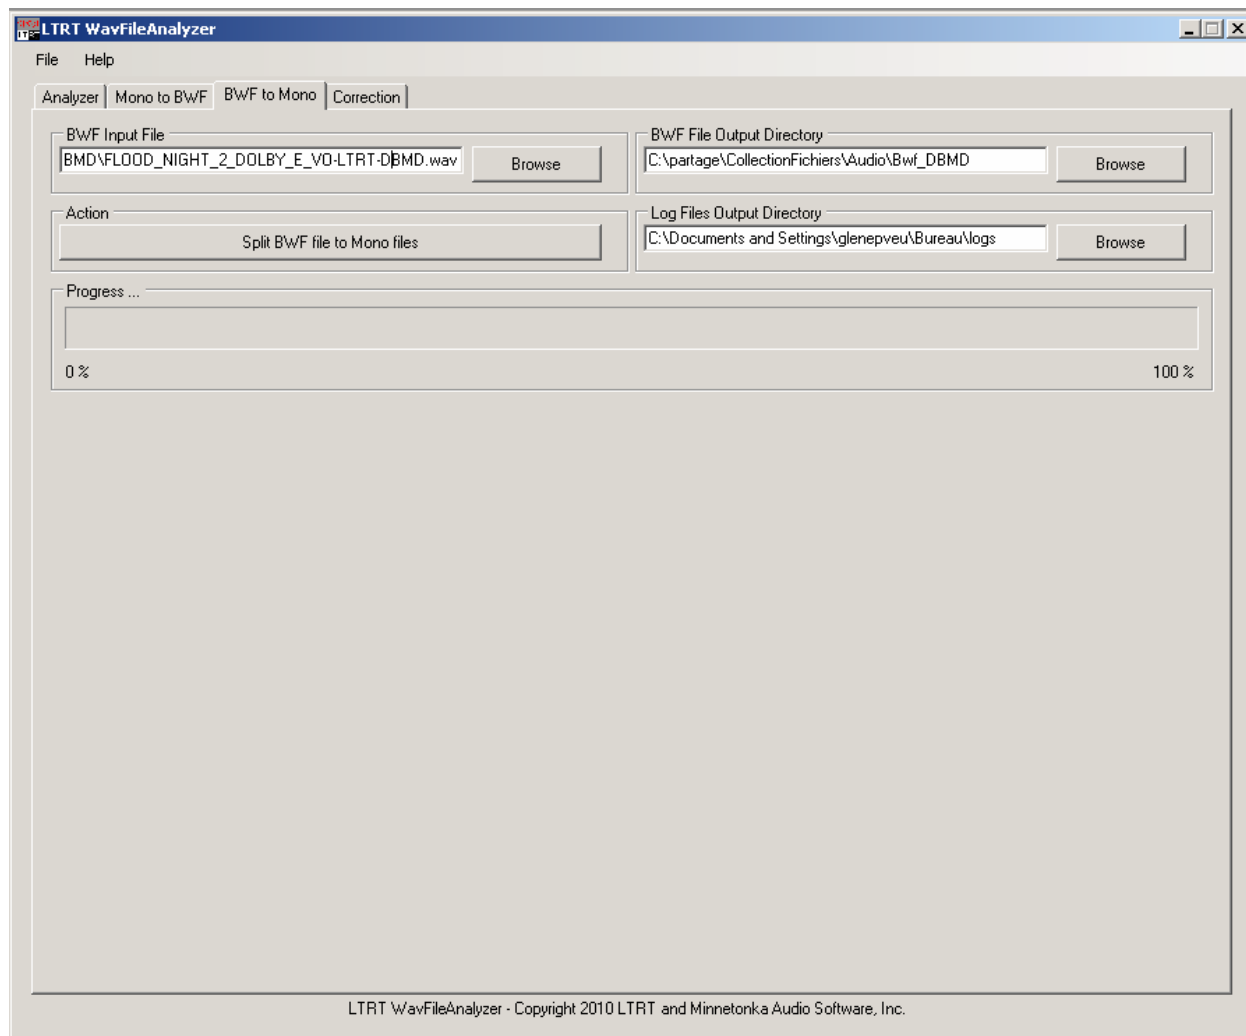 LTRT WavFileAnalyzer
File Help
Analyzer Mono to BWF BWF to Mono Correction
BWF Input File
BMD\FLOOD_NIGHT_2_DOLBY_E_VO-LTRT-DBMD.wav Browse
BWF File Output Directory
C:\partage\CollectionFichiers\Audio\Bwf_DBMD Browse
Action
Split BWF file to Mono files
Log Files Output Directory
C:\Documents and Settings\glenepveu\Bureau\logs Browse
Progress ...
0 % 100 %
LTRT WavFileAnalyzer - Copyright 2010 LTRT and Minnetonka Audio Software, Inc.